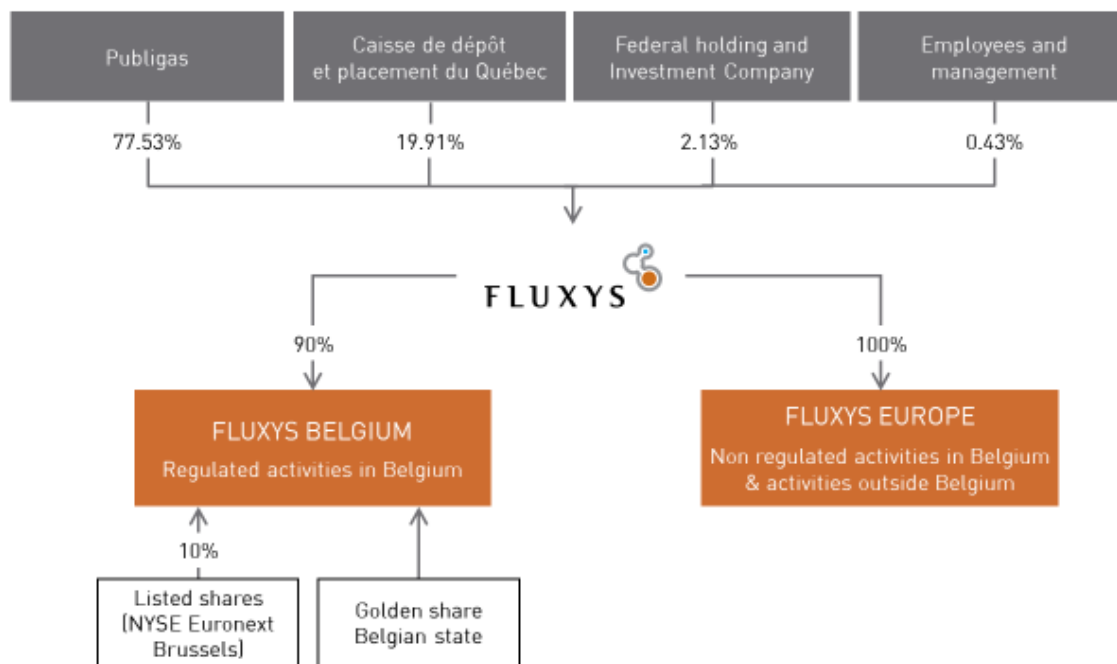 Publigas
Caisse de dépôt
et placement du Québec
Federal holding and
Investment Company
Employees and
management
77.53%
19.91%
2.13%
0.43%
FLUXYS
90%
100%
FLUXYS BELGIUM
Regulated activities in Belgium
FLUXYS EUROPE
Non regulated activities in Belgium
& activities outside Belgium
10%
Listed shares
(NYSE Euronext
Brussels)
Golden share
Belgian state